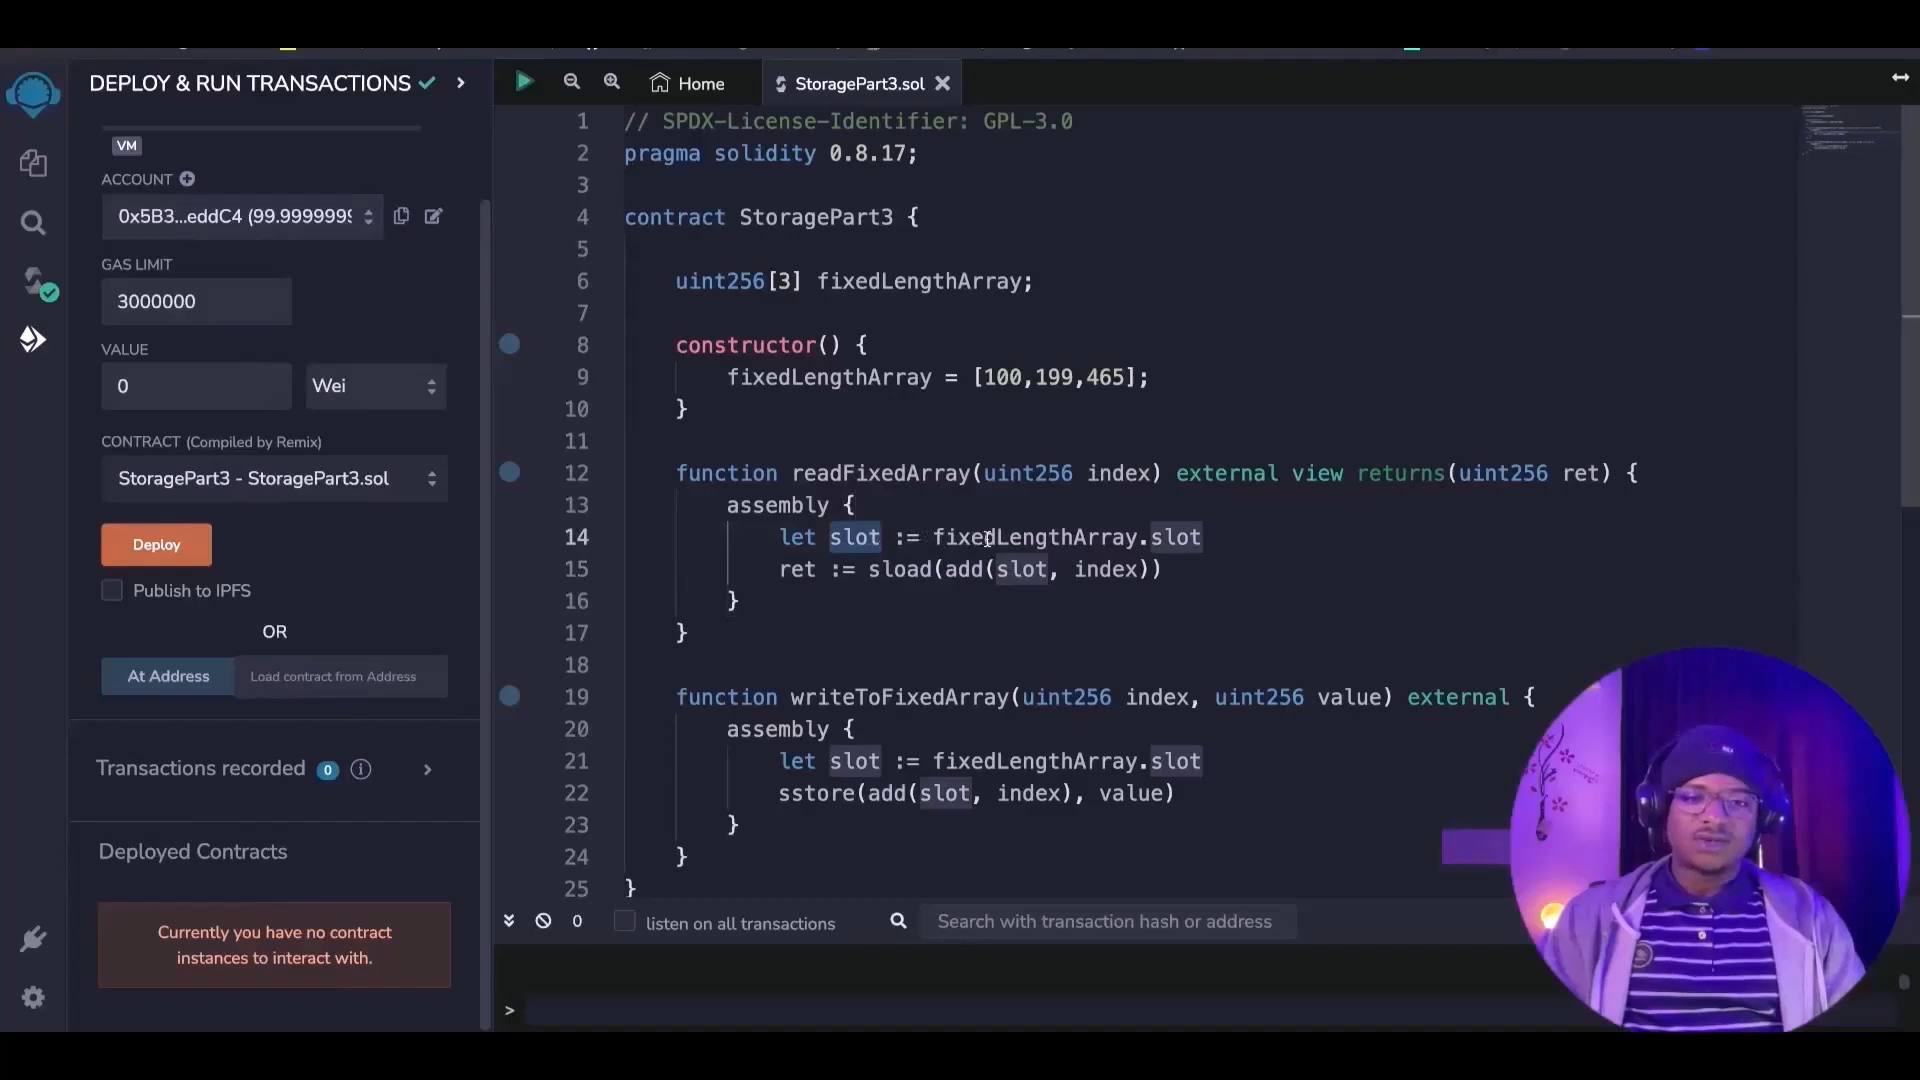 DEPLOY & RUN TRANSACTIONS
VM
ACCOUNT
0x5B3...eddC4 (99.9999999
GAS LIMIT
3000000
VALUE
0
Wei
CONTRACT (Compiled by Remix)
StoragePart3 - StoragePart3.sol
Deploy
Publish to IPFS
OR
At Address
Load contract from Address
Transactions recorded 0 i
Deployed Contracts
Currently you have no contract
instances to interact with.
Home
StoragePart3.sol
1 // SPDX-License-Identifier: GPL-3.0
2 pragma solidity 0.8.17;
3
4 contract StoragePart3 {
5
6 uint256[3] fixedLengthArray;
7
8 constructor() {
9 fixedLengthArray = [100,199,465];
10 }
11
12 function readFixedArray(uint256 index) external view returns(uint256 ret) {
13 assembly {
14 let slot := fixedLengthArray.slot
15 ret := sload(add(slot, index))
16 }
17 }
18
19 function writeToFixedArray(uint256 index, uint256 value) external {
20 assembly {
21 let slot := fixedLengthArray.slot
22 sstore(add(slot, index), value)
23 }
24 }
25 }
0
listen on all transactions
Search with transaction hash or address
>